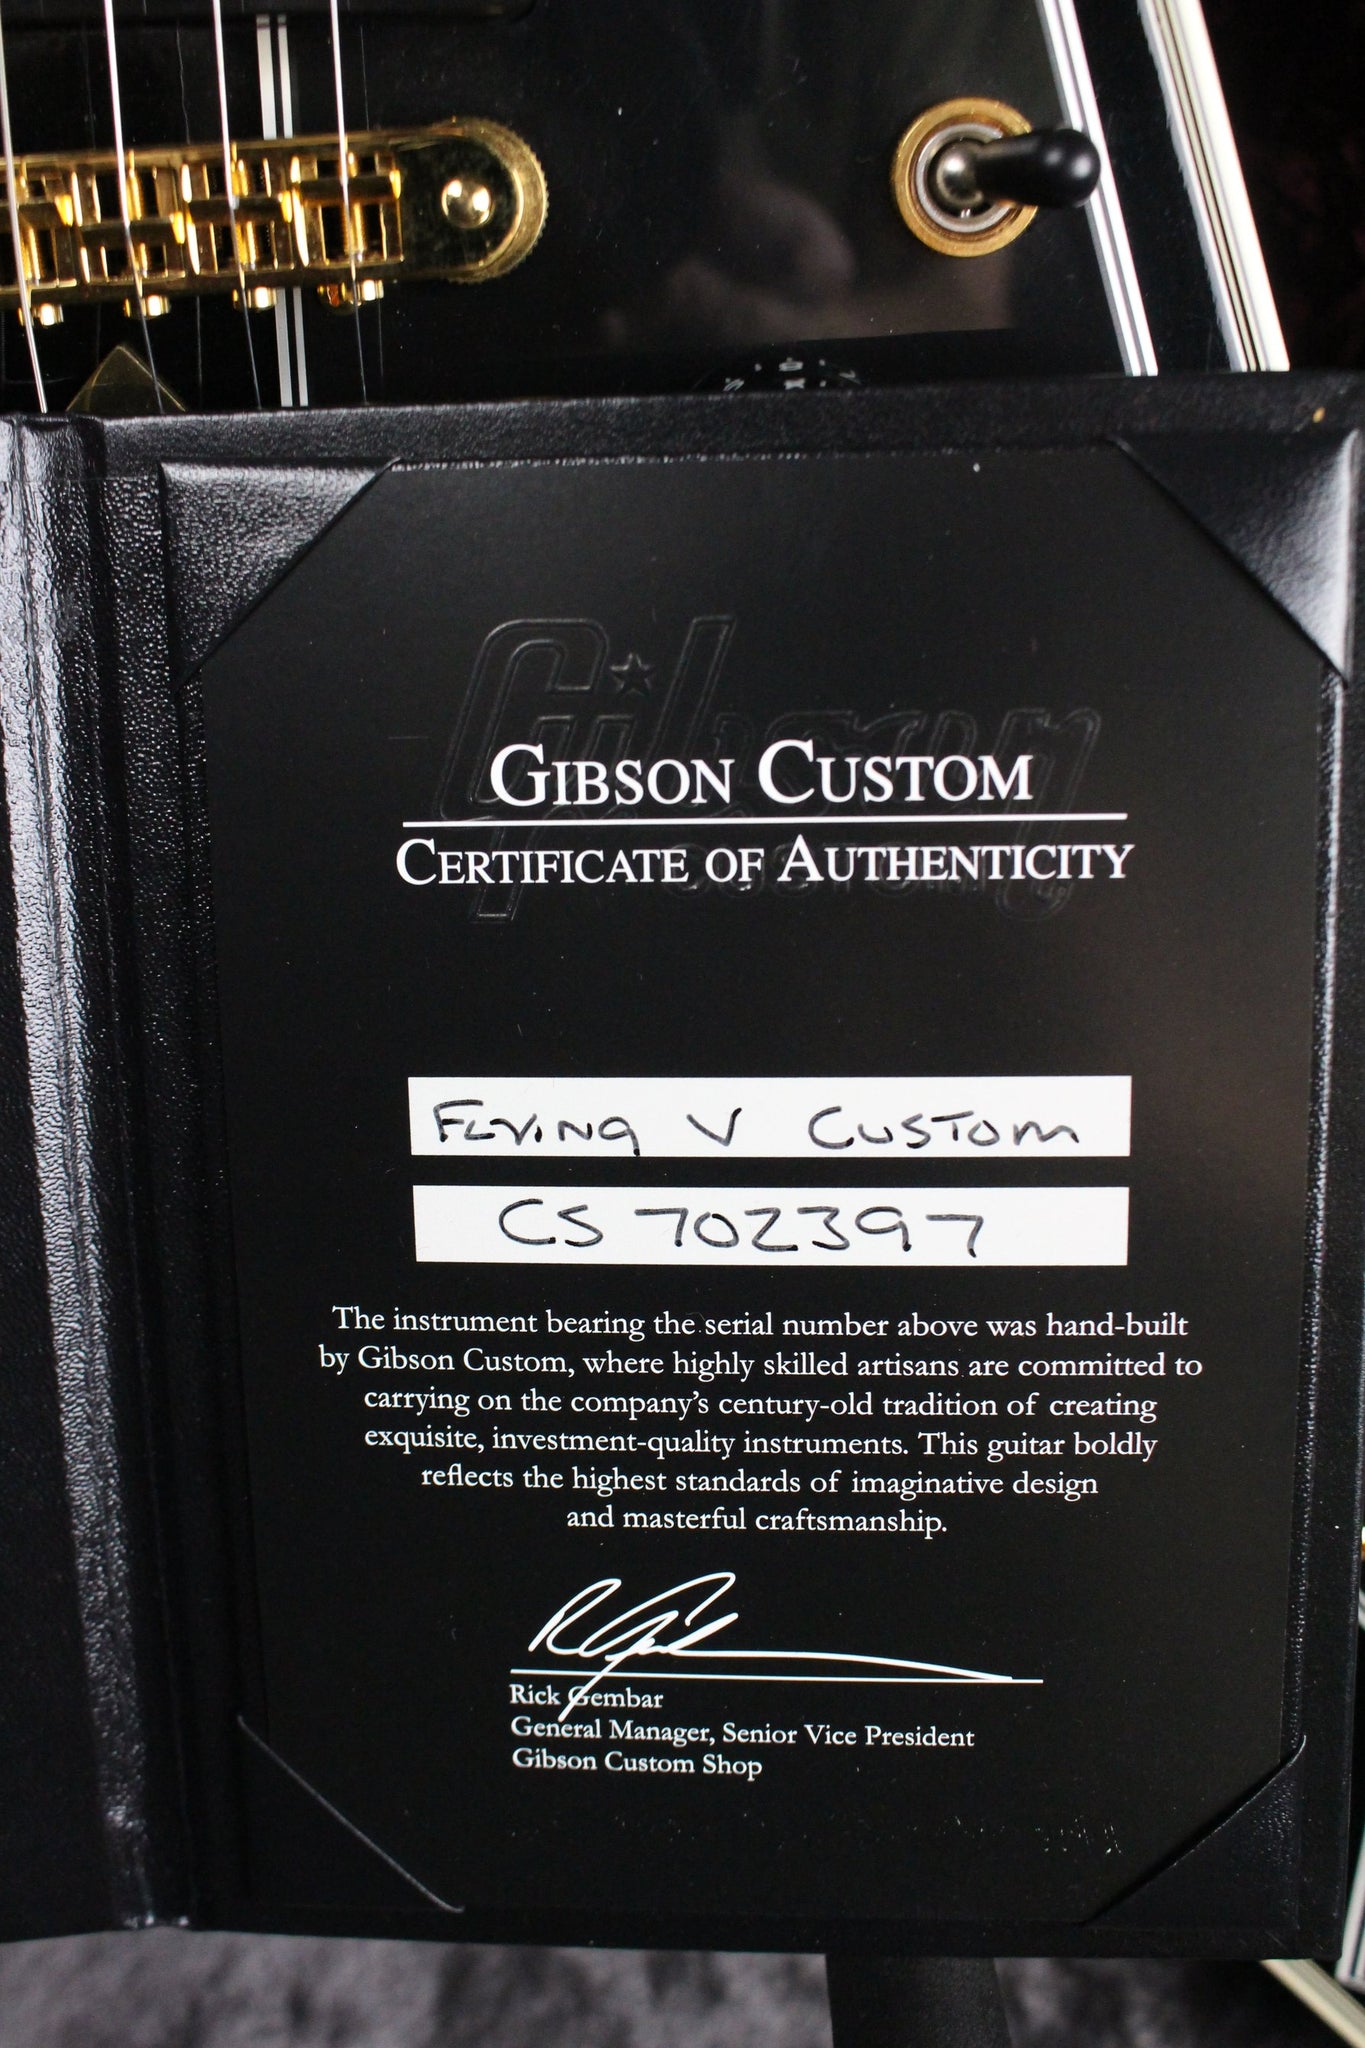 Gibson
CUSTOM
GIBSON CUSTOM
CERTIFICATE OF AUTHENTICITY
FLYING V CUSTOM
CS 702397
The instrument bearing the serial number above was hand-built
by Gibson Custom, where highly skilled artisans are committed to
carrying on the company's century-old tradition of creating
exquisite, investment-quality instruments. This guitar boldly
reflects the highest standards of imaginative design
and masterful craftsmanship.
Rick Gembar
General Manager, Senior Vice President
Gibson Custom Shop